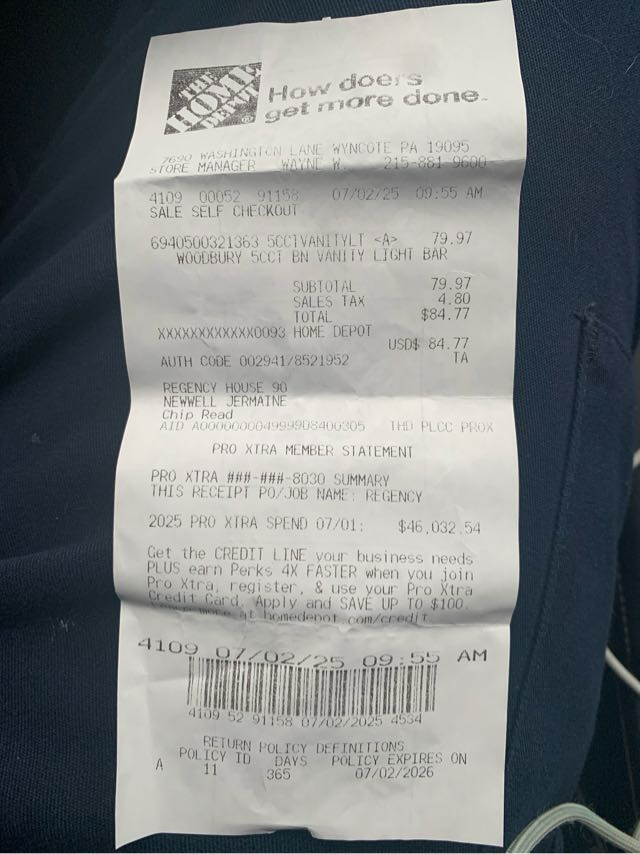 THE
HOME
DEPOT
®
How doers
get more done.
7690 WASHINGTON LANE WYNCOTE PA 19095
STORE MANAGER WAYNE W. 215-881-9600
4109 00052 91158 07/02/25 09:55 AM
SALE SELF CHECKOUT
6940500321363 5CCTVANITYLT <A> 79.97
WOODBURY 5CCT BN VANITY LIGHT BAR
SUBTOTAL 79.97
SALES TAX 4.80
TOTAL $84.77
XXXXXXXXXXXX0093 HOME DEPOT
USD$ 84.77
AUTH CODE 002941/8521952 TA
REGENCY HOUSE 90
NEWWELL JERMAINE
Chip Read
AID A0000000049999D8400305 THD PLCC PROX
PRO XTRA MEMBER STATEMENT
PRO XTRA ###-###-8030 SUMMARY
THIS RECEIPT PO/JOB NAME: REGENCY
2025 PRO XTRA SPEND 07/01: $46,032.54
Get the CREDIT LINE your business needs
PLUS earn Perks 4X FASTER when you join
Pro Xtra, register, & use your Pro Xtra
Credit Card. Apply and SAVE UP TO $100.
more at homedepot.com/credit
4109 07/02/25 09:55 AM
4109 52 91158 07/02/2025 4534
RETURN POLICY DEFINITIONS
POLICY ID DAYS POLICY EXPIRES ON
A 11 365 07/02/2026